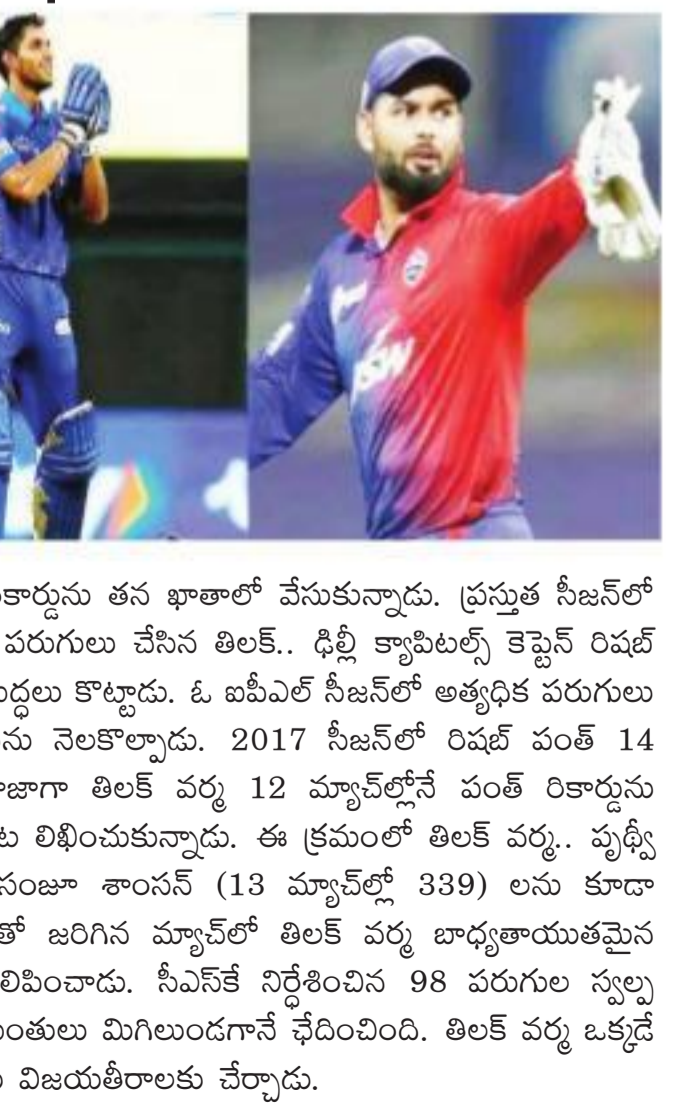 తన ఖాతాలో వేసుకున్నాడు. ప్రస్తుత సీజన్‌లో
పరుగులు చేసిన తిలక్.. ఢిల్లీ క్యాపిటల్స్ కెప్టెన్ రిషబ్
కొట్టాడు. ఓ ఐపీఎల్ సీజన్‌లో అత్యధిక పరుగులు
నెలకొల్పాడు. 2017 సీజన్‌లో రిషబ్ పంత్ 14
తిలక్ వర్మ 12 మ్యాచ్‌ల్లోనే పంత్ రికార్డును
లిఖించుకున్నాడు. ఈ క్రమంలో తిలక్ వర్మ.. పృథ్వీ
సంజూ శాంసన్ (13 మ్యాచ్‌ల్లో 339) లను కూడా
తో జరిగిన మ్యాచ్‌లో తిలక్ వర్మ బాధ్యతాయుతమైన
సీఎస్‌కే నిర్ధేశించిన 98 పరుగుల స్వల్ప
మిగిలుండగానే ఛేదించింది. తిలక్ వర్మ ఒక్కడే
విజయతీరాలకు చేర్చాడు.